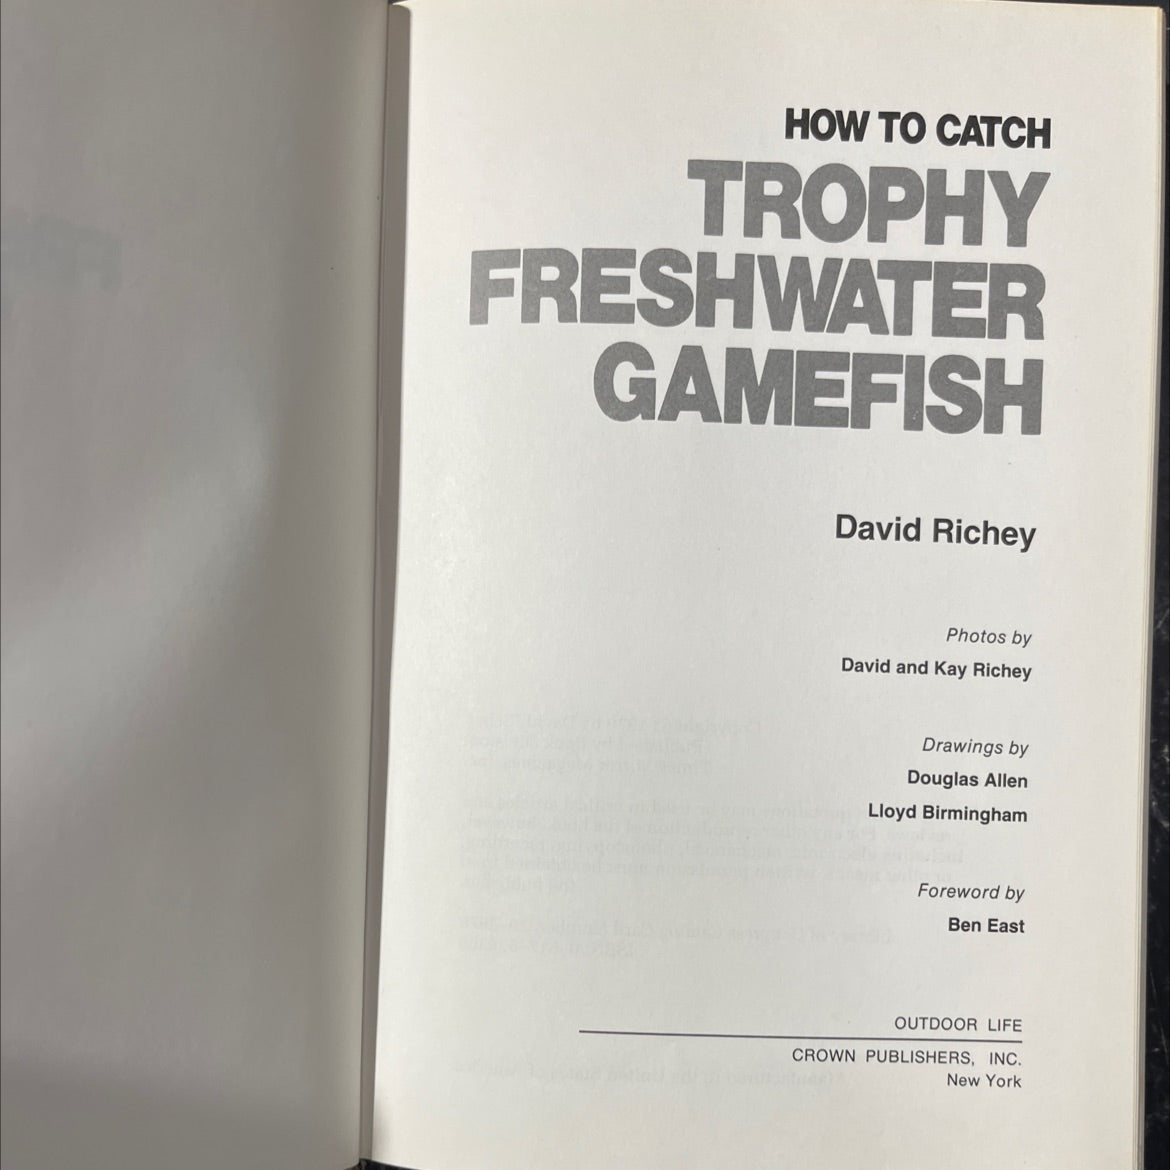 HOW TO CATCH
TROPHY
FRESHWATER
GAMEFISH
David Richey
Photos by
David and Kay Richey
Drawings by
Douglas Allen
Lloyd Birmingham
Foreword by
Ben East
OUTDOOR LIFE
CROWN PUBLISHERS, INC.
New York